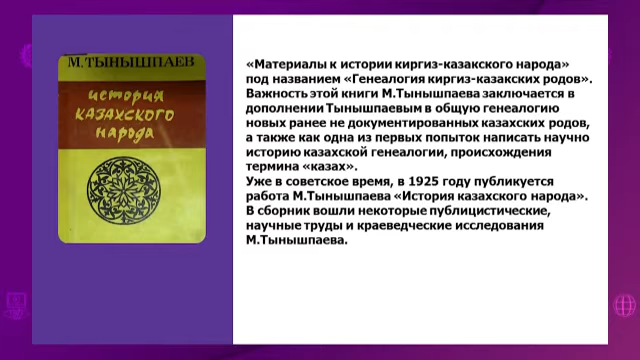 М.ТЫНЫШПАЕВ
история
казахского
народа
«Материалы к истории киргиз-казакского народа»
под названием «Генеалогия киргиз-казакских родов».
Важность этой книги М.Тынышпаева заключается в
дополнении Тынышпаевым в общую генеалогию
новых ранее не документированных казахских родов,
а также как одна из первых попыток написать научно
историю казахской генеалогии, происхождения
термина «казах».
Уже в советское время, в 1925 году публикуется
работа М.Тынышпаева «История казахского народа».
В сборник вошли некоторые публицистические,
научные труды и краеведческие исследования
М.Тынышпаева.